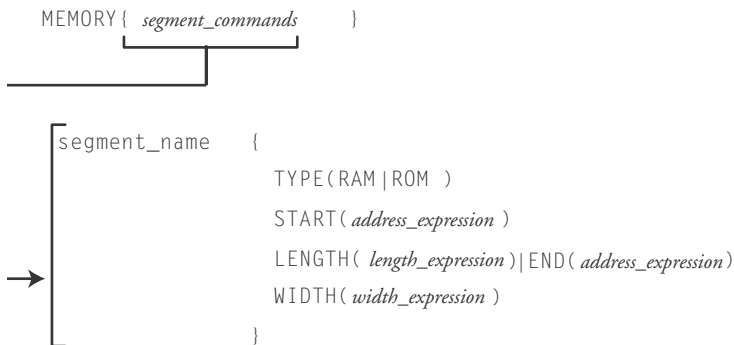 MEMORY{ segment_commands }
segment_name {
TYPE(RAM|ROM )
START( address_expression )
LENGTH( length_expression )|END( address_expression)
WIDTH( width_expression )
}